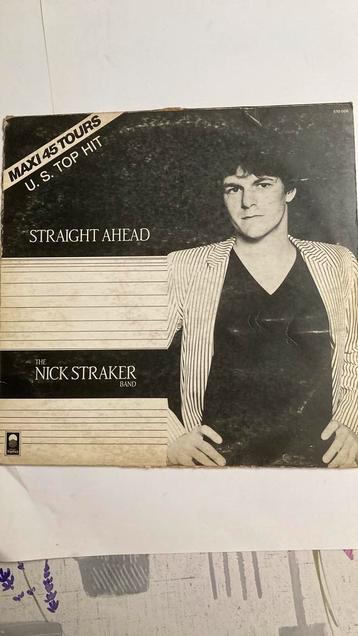 MAXI 45 TOURS
U. S. TOP HIT
STRAIGHT AHEAD
THE
NICK STRAKER
BAND